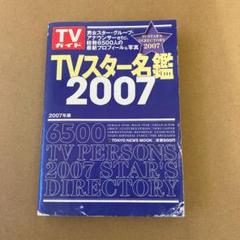 TV
ガイド
男女スター・グループ・
アナウンサーetc.
総勢6500人の
最新プロフィール&写真
TV STAR'S
DIRECTORY
2007
TVスター名鑑
2007
2007年版
6500
TV PERSONS
2007 STAR'S
DIRECTORY
TOKYO NEWS MOOK